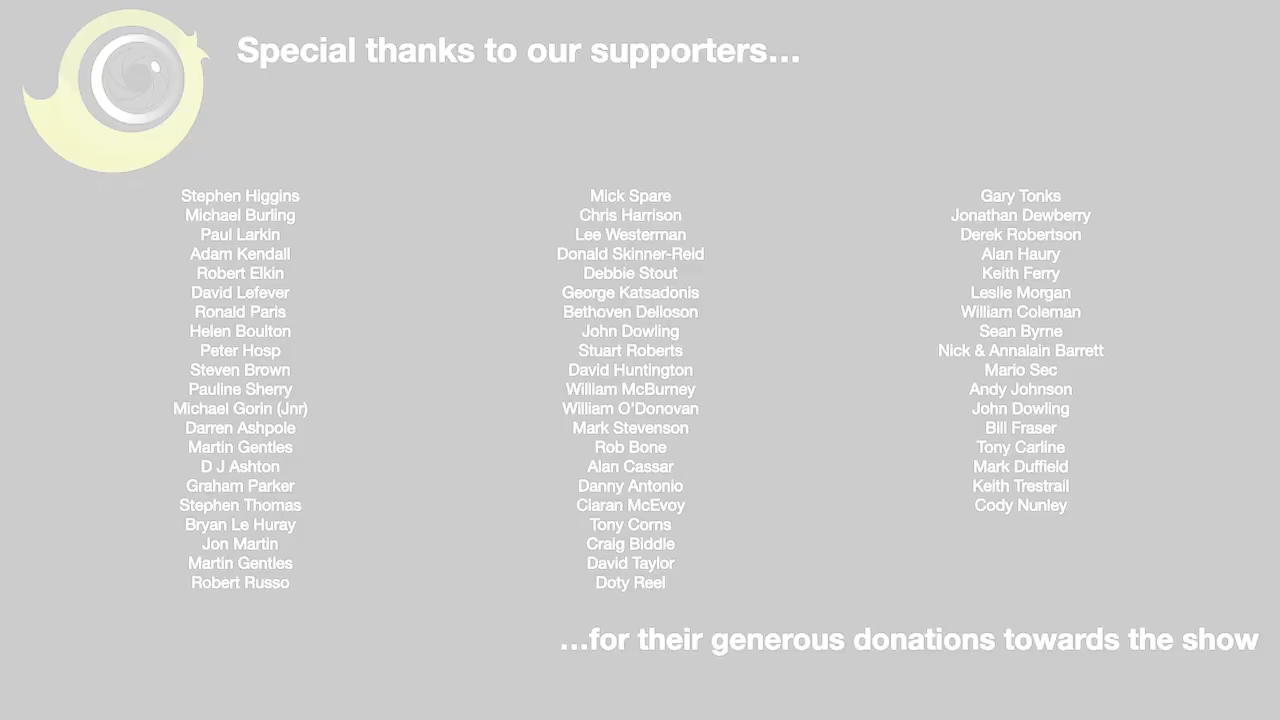 Special thanks to our supporters…
Stephen Higgins
Michael Burling
Paul Larkin
Adam Kendall
Robert Elkin
David Lefever
Ronald Paris
Helen Boulton
Peter Hosp
Steven Brown
Pauline Sherry
Michael Gorin (Jnr)
Darren Ashpole
Martin Gentles
D J Ashton
Graham Parker
Stephen Thomas
Bryan Le Huray
Jon Martin
Martin Gentles
Robert Russo
Mick Spare
Chris Harrison
Lee Westerman
Donald Skinner-Reid
Debbie Stout
George Katsadonis
Bethoven Delloson
John Dowling
Stuart Roberts
David Huntington
William McBurney
William O'Donovan
Mark Stevenson
Rob Bone
Alan Cassar
Danny Antonio
Ciaran McEvoy
Tony Corns
Craig Biddle
David Taylor
Doty Reel
Gary Tonks
Jonathan Dewberry
Derek Robertson
Alan Haury
Keith Ferry
Leslie Morgan
William Coleman
Sean Byrne
Nick & Annalain Barrett
Mario Sec
Andy Johnson
John Dowling
Bill Fraser
Tony Carline
Mark Duffield
Keith Trestrail
Cody Nunley
…for their generous donations towards the show